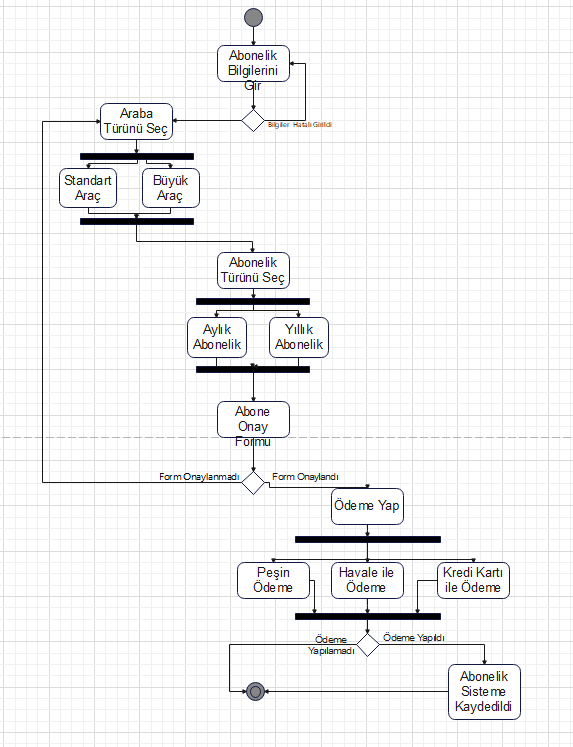 Abonelik
Bilgilerini
Gir
Bilgiler Hatalı Girildi
Araba
Türünü Seç
Standart
Araç
Büyük
Araç
Abonelik
Türünü Seç
Aylık
Abonelik
Yıllık
Abonelik
Abone
Onay
Formu
Form Onaylanmadı
Form Onaylandı
Ödeme Yap
Peşin
Ödeme
Havale ile
Ödeme
Kredi Kartı
ile Ödeme
Ödeme
Yapılamadı
Ödeme Yapıldı
Abonelik
Sisteme
Kaydedildi